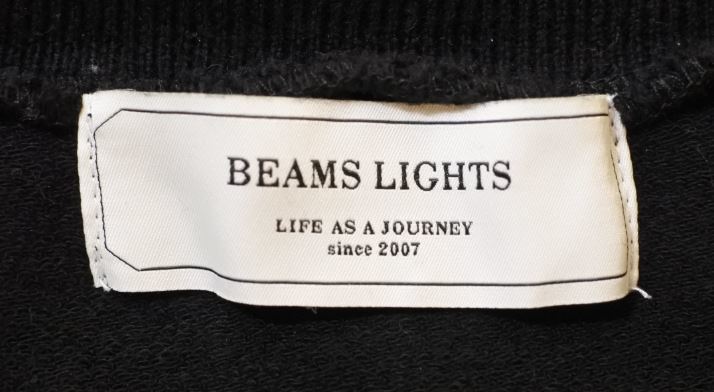 BEAMS LIGHTS
LIFE AS A JOURNEY
since 2007